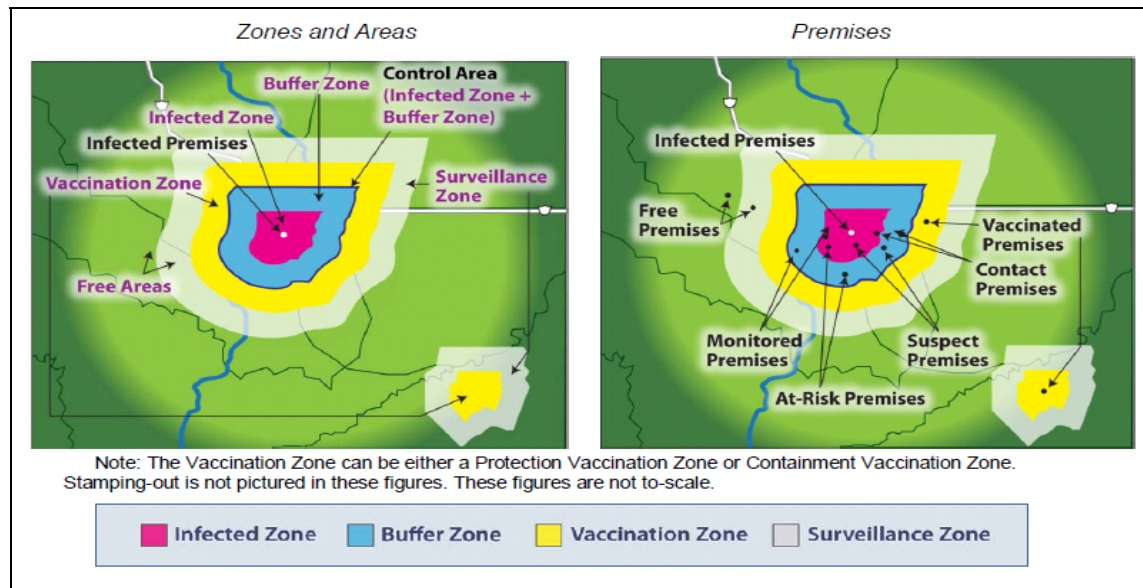 Zones and Areas
Buffer Zone
Control Area
(Infected Zone +
Buffer Zone)
Infected Zone
Infected Premises
Vaccination Zone
Surveillance
Zone
Free Areas
Premises
Infected Premises
Free
Premises
Vaccinated
Premises
Contact
Premises
Monitored
Premises
Suspect
Premises
At-Risk Premises
Note: The Vaccination Zone can be either a Protection Vaccination Zone or Containment Vaccination Zone.
Stamping-out is not pictured in these figures. These figures are not to-scale.
Infected Zone
Buffer Zone
Vaccination Zone
Surveillance Zone